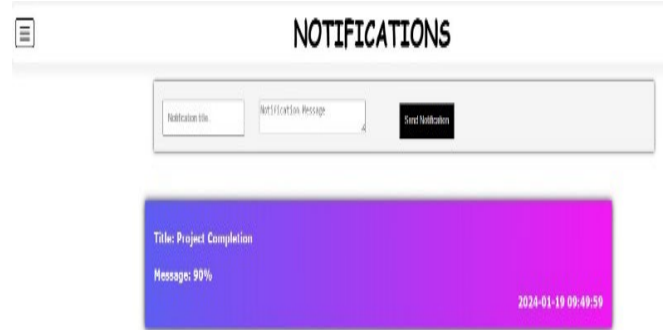 NOTIFICATIONS
Notification title.
Notification Message
Send Notification
Title: Project Completion
Message: 90%
2024-01-19 09:49:59